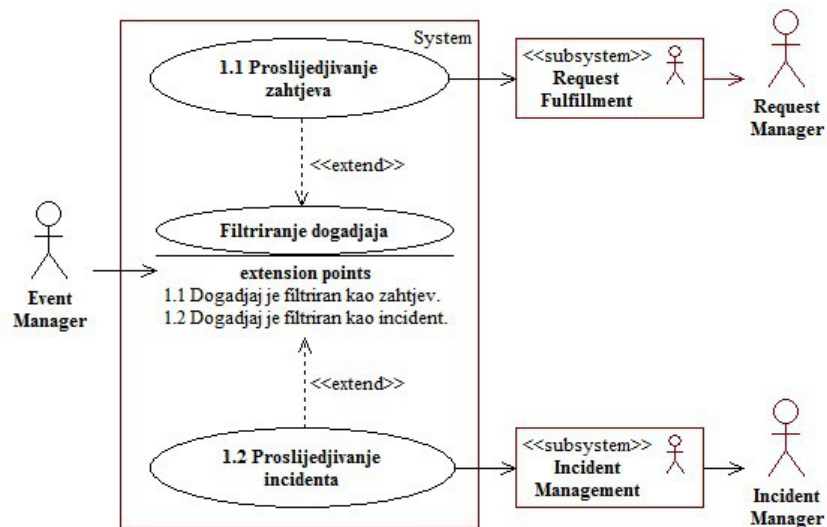 System
1.1 Proslijedjivanje
zahtjeva
<<subsystem>>
Request
Fulfillment
Request
Manager
<<extend>>
Filtriranje dogadjaja
extension points
1.1 Dogadjaj je filtriran kao zahtjev.
1.2 Dogadjaj je filtriran kao incident.
Event
Manager
<<extend>>
1.2 Proslijedjivanje
incidenta
<<subsystem>>
Incident
Management
Incident
Manager